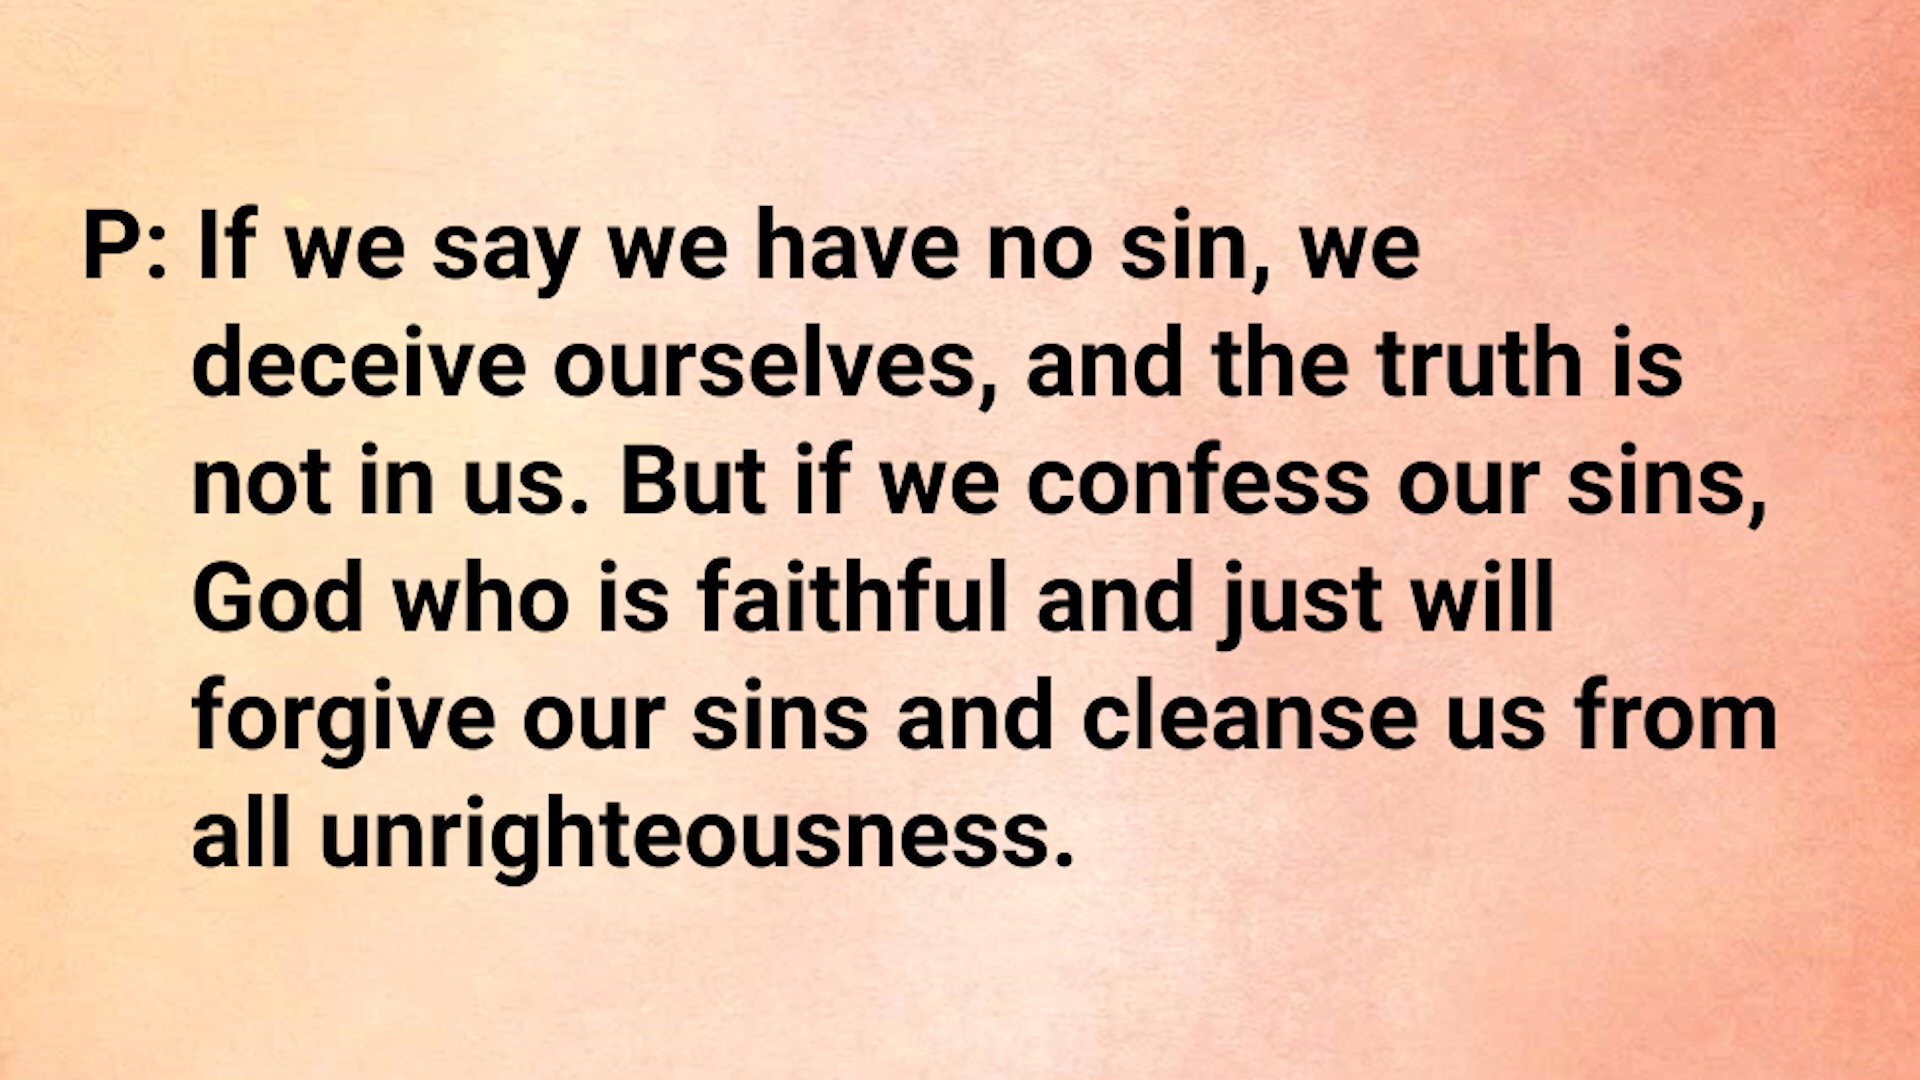 P: If we say we have no sin, we
deceive ourselves, and the truth is
not in us. But if we confess our sins,
God who is faithful and just will
forgive our sins and cleanse us from
all unrighteousness.